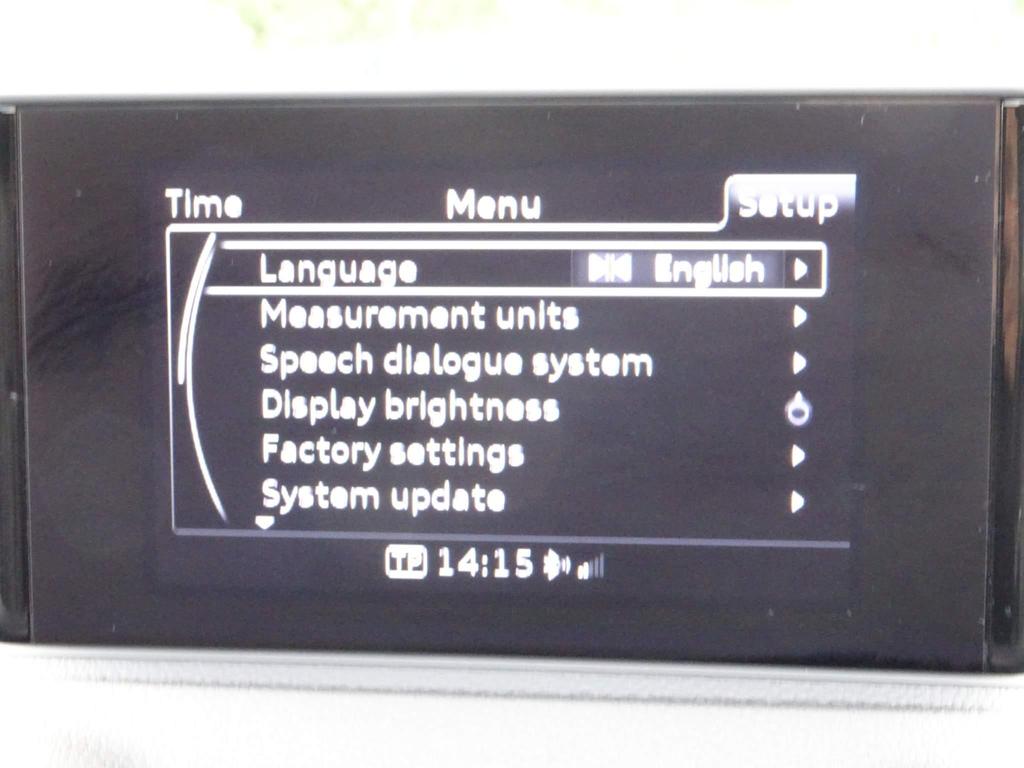 Time Menu Setup
Language English
Measurement units
Speech dialogue system
Display brightness
Factory settings
System update
TP 14:15